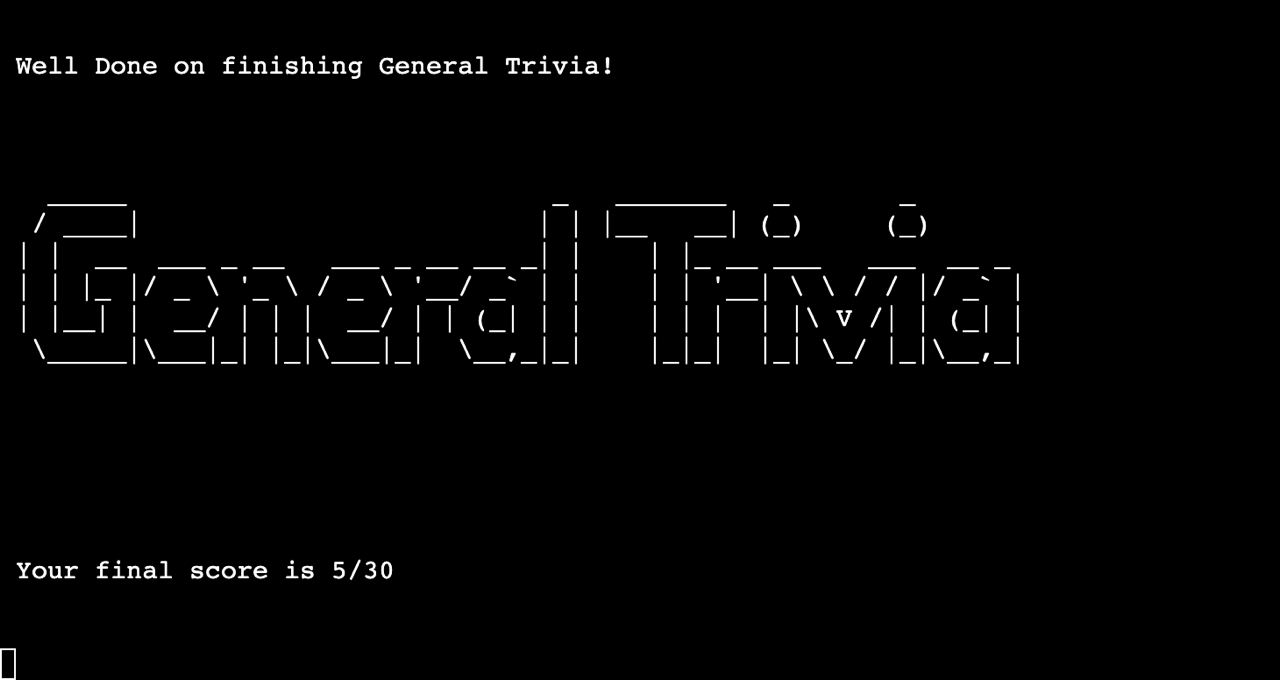 Well Done on finishing General Trivia!
General Trivia
Your final score is 5/30